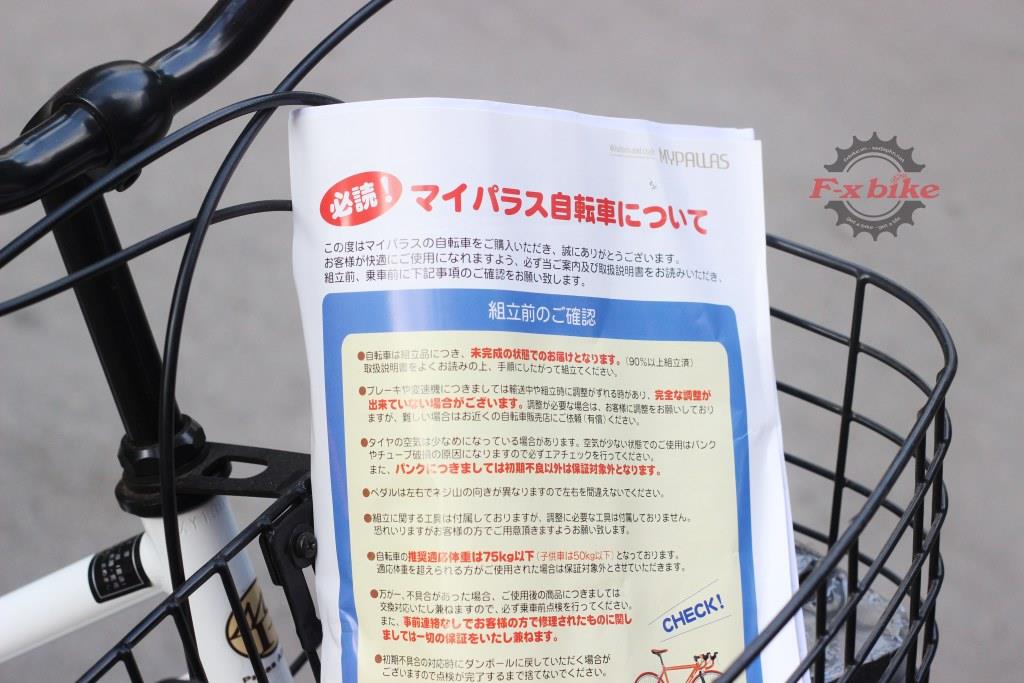 MYPALLAS
F-x bike
必読!
マイパラス自転車について
この度はマイパラスの自転車をご購入いただき、誠にありがとうございます。
お客様が快適にご使用になれますよう、必ず当ご案内及び取扱説明書をお読みいただき、
組立前、乗車前に下記事項のご確認をお願い致します。
組立前のご確認
●自転車は組立品につき、未完成の状態でのお届けとなります。(90%以上組立済)
取扱説明書をよくお読みの上、手順にしたがって組立てください。
●ブレーキや変速機につきましては輸送中や組立時に調整がずれる時があり、完全な調整が
出来ていない場合がございます。調整が必要な場合は、お客様に調整をお願いしており
ますが、難しい場合はお近くの自転車販売店にご依頼(有償)ください。
●タイヤの空気は少なめになっている場合があります。空気が少ない状態でのご使用はパンク
やチューブ破損の原因になりますので必ずエアチェックを行ってください。
また、パンクにつきましては初期不良以外は保証対象外となります。
●ペダルは左右でネジ山の向きが異なりますので左右を間違えないでください。
●組立に関する工具は付属しておりますが、調整に必要な工具は付属しておりません。
恐れいりますがお客様の方でご用意頂きますようお願い致します。
●自転車の推奨適応体重は75kg以下(子供車は50kg以下)となっております。
適応体重を超えられる方がご使用された場合は保証対象外とさせていただきます。
●万が一、不具合があった場合、ご使用後の商品につきましては
交換対応いたし兼ねますので、必ず乗車前点検を行ってください。
また、事前連絡なしでお客様の方で修理されたものに関し
ましては一切の保証をいたし兼ねます。
CHECK!
●初期不具合の対応時にダンボールに戻していただく場合が
ございますので点検が完了するまで捨てないでください。